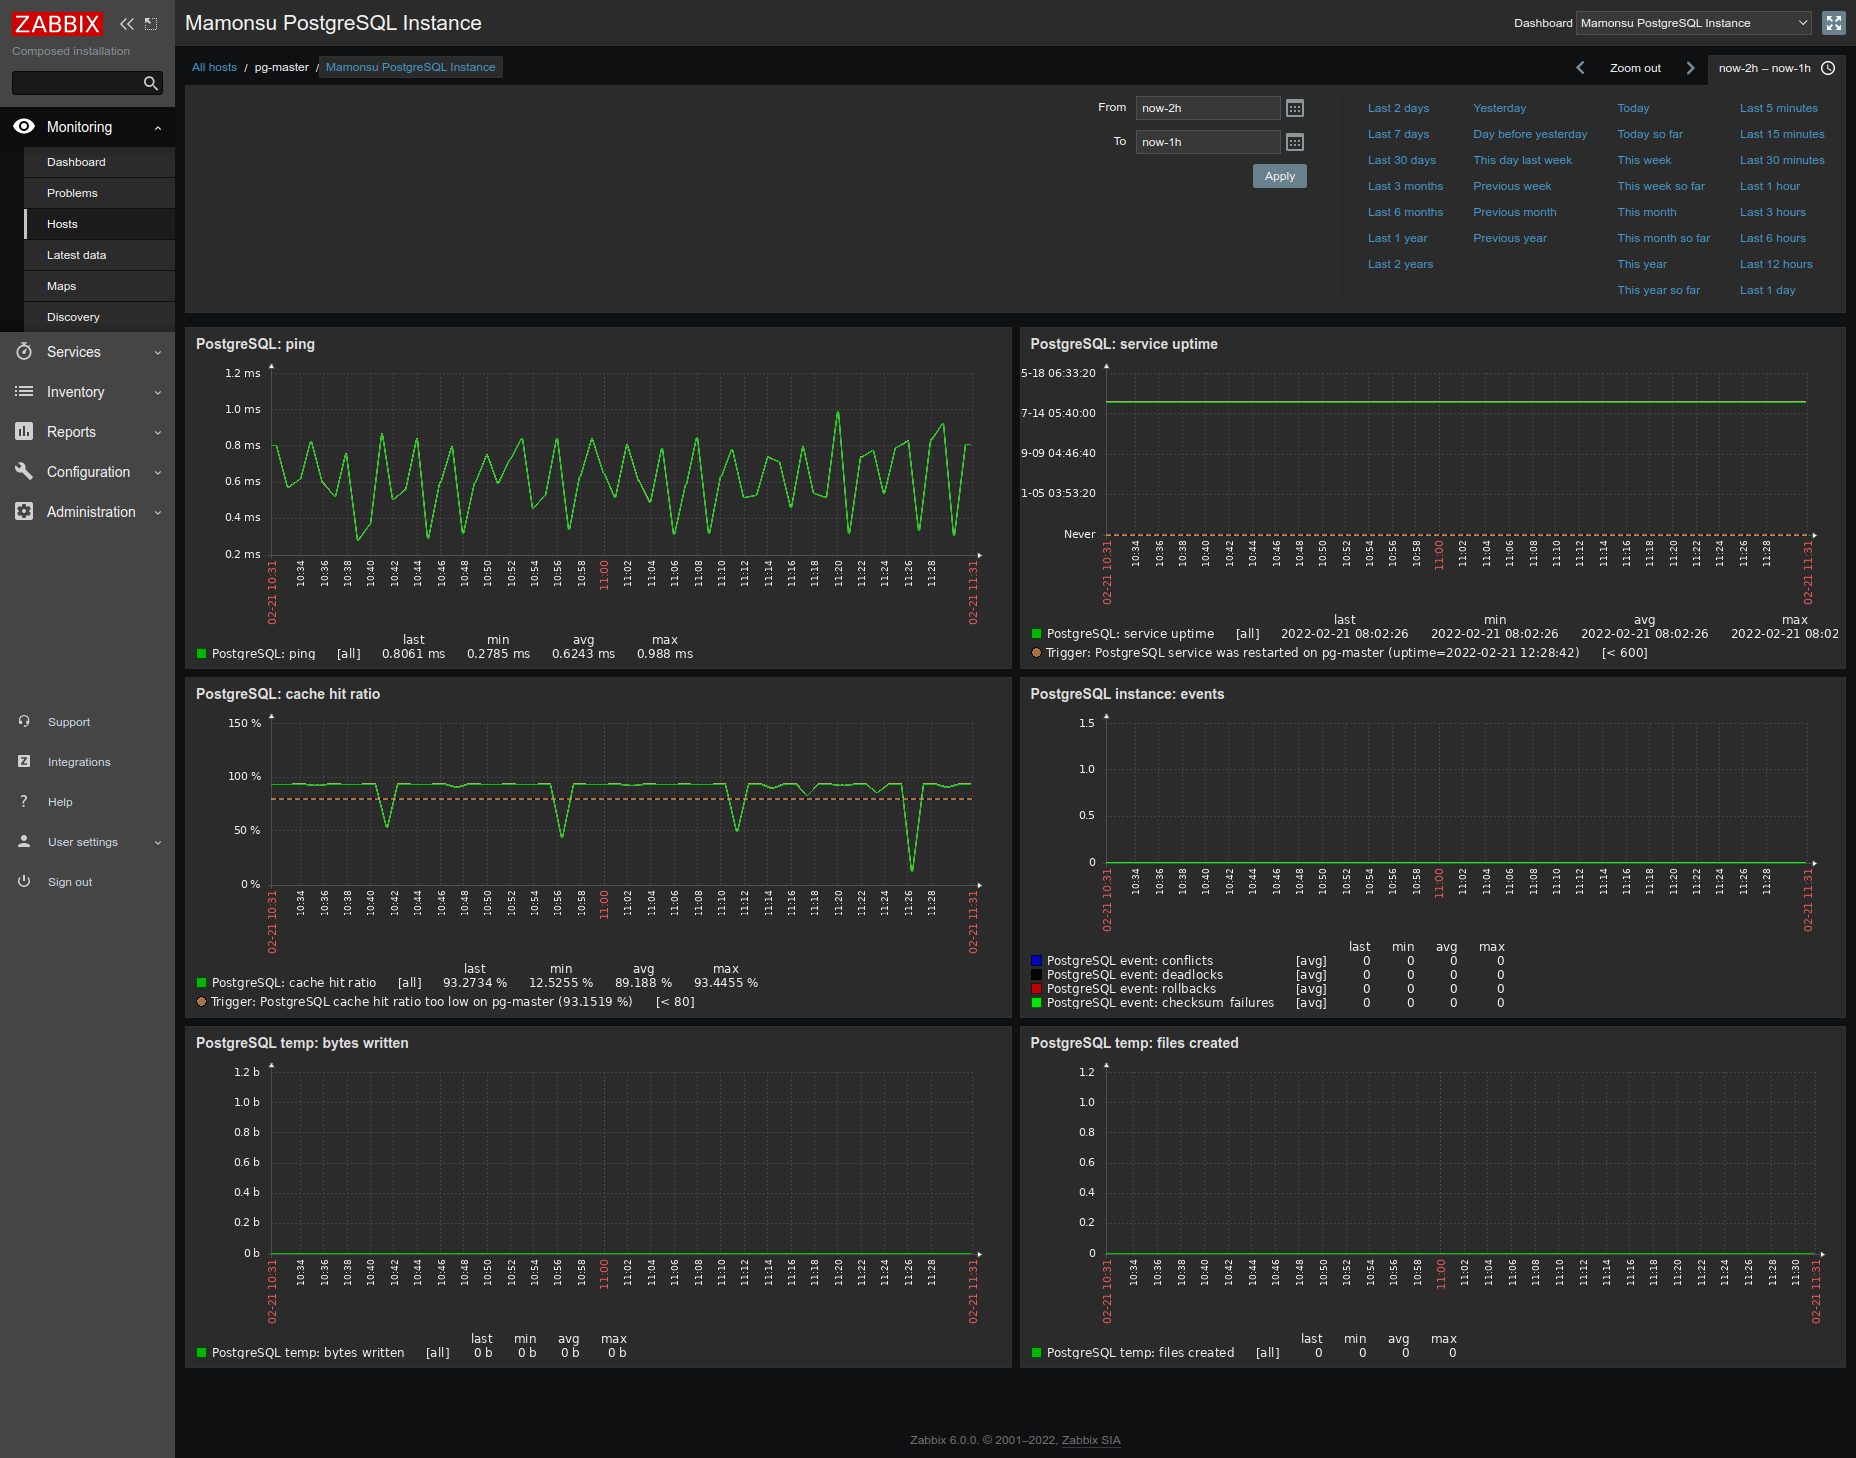 ZABBIX
Composed installation
Monitoring
Dashboard
Problems
Hosts
Latest data
Maps
Discovery
Services
Inventory
Reports
Configuration
Administration
Support
Integrations
Help
User settings
Sign out
Mamonsu PostgreSQL Instance
Dashboard Mamonsu PostgreSQL Instance
All hosts / pg-master / Mamonsu PostgreSQL Instance
Zoom out now-2h – now-1h
From now-2h
To now-1h
Apply
Last 2 days Yesterday Today Last 5 minutes
Last 7 days Day before yesterday Today so far Last 15 minutes
Last 30 days This day last week This week Last 30 minutes
Last 3 months Previous week This week so far Last 1 hour
Last 6 months Previous month This month Last 3 hours
Last 1 year Previous year This month so far Last 6 hours
Last 2 years This year Last 12 hours
This year so far Last 1 day
PostgreSQL: ping
1.2 ms
1.0 ms
0.8 ms
0.6 ms
0.4 ms
0.2 ms
02-21 10:31 10:34 10:36 10:38 10:40 10:42 10:44 10:46 10:48 10:50 10:52 10:54 10:56 10:58 11:00 11:02 11:04 11:06 11:08 11:10 11:12 11:14 11:16 11:18 11:20 11:22 11:24 11:26 11:28 02-21 11:31
last min avg max
PostgreSQL: ping [all] 0.8061 ms 0.2785 ms 0.6243 ms 0.988 ms
PostgreSQL: service uptime
5-18 06:33:20
7-14 05:40:00
9-09 04:46:40
1-05 03:53:20
Never
02-21 10:31 10:34 10:36 10:38 10:40 10:42 10:44 10:46 10:48 10:50 10:52 10:54 10:56 10:58 11:00 11:02 11:04 11:06 11:08 11:10 11:12 11:14 11:16 11:18 11:20 11:22 11:24 11:26 11:28 02-21 11:31
last min avg max
PostgreSQL: service uptime [all] 2022-02-21 08:02:26 2022-02-21 08:02:26 2022-02-21 08:02:26 2022-02-21 08:02
Trigger: PostgreSQL service was restarted on pg-master (uptime=2022-02-21 12:28:42) [< 600]
PostgreSQL: cache hit ratio
150 %
100 %
50 %
0 %
02-21 10:31 10:34 10:36 10:38 10:40 10:42 10:44 10:46 10:48 10:50 10:52 10:54 10:56 10:58 11:00 11:02 11:04 11:06 11:08 11:10 11:12 11:14 11:16 11:18 11:20 11:22 11:24 11:26 11:28 02-21 11:31
last min avg max
PostgreSQL: cache hit ratio [all] 93.2734 % 12.5255 % 89.188 % 93.4455 %
Trigger: PostgreSQL cache hit ratio too low on pg-master (93.1519 %) [< 80]
PostgreSQL instance: events
1.5
1.0
0.5
0
02-21 10:31 10:34 10:36 10:38 10:40 10:42 10:44 10:46 10:48 10:50 10:52 10:54 10:56 10:58 11:00 11:02 11:04 11:06 11:08 11:10 11:12 11:14 11:16 11:18 11:20 11:22 11:24 11:26 11:28 02-21 11:31
last min avg max
PostgreSQL event: conflicts [avg] 0 0 0 0
PostgreSQL event: deadlocks [avg] 0 0 0 0
PostgreSQL event: rollbacks [avg] 0 0 0 0
PostgreSQL event: checksum_failures [avg] 0 0 0 0
PostgreSQL temp: bytes written
1.2 b
1.0 b
0.8 b
0.6 b
0.4 b
0.2 b
0 b
02-21 10:31 10:34 10:36 10:38 10:40 10:42 10:44 10:46 10:48 10:50 10:52 10:54 10:56 10:58 11:00 11:02 11:04 11:06 11:08 11:10 11:12 11:14 11:16 11:18 11:20 11:22 11:24 11:26 11:28 02-21 11:31
last min avg max
PostgreSQL temp: bytes written [all] 0 b 0 b 0 b 0 b
PostgreSQL temp: files created
1.2
1.0
0.8
0.6
0.4
0.2
0
02-21 10:31 10:34 10:36 10:38 10:40 10:42 10:44 10:46 10:48 10:50 10:52 10:54 10:56 10:58 11:00 11:02 11:04 11:06 11:08 11:10 11:12 11:14 11:16 11:18 11:20 11:22 11:24 11:26 11:28 11:30 02-21 11:31
last min avg max
PostgreSQL temp: files created [all] 0 0 0 0
Zabbix 6.0.0. © 2001–2022, Zabbix SIA